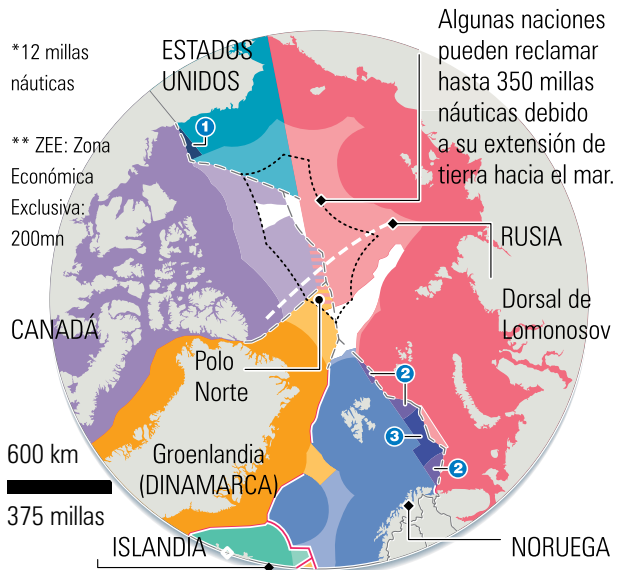 *12 millas
náuticas
** ZEE: Zona
Económica
Exclusiva:
200mn
ESTADOS
UNIDOS
Algunas naciones
pueden reclamar
hasta 350 millas
náuticas debido
a su extensión de
tierra hacia el mar.
1
RUSIA
Dorsal de
Lomonosov
CANADÁ
Polo
Norte
2
3
2
Groenlandia
(DINAMARCA)
600 km
375 millas
ISLANDIA
NORUEGA